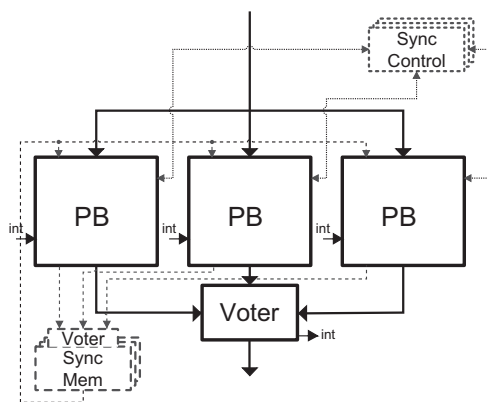 Sync
Control
PB
PB
PB
int
int
int
Voter
int
Voter
Sync
Mem